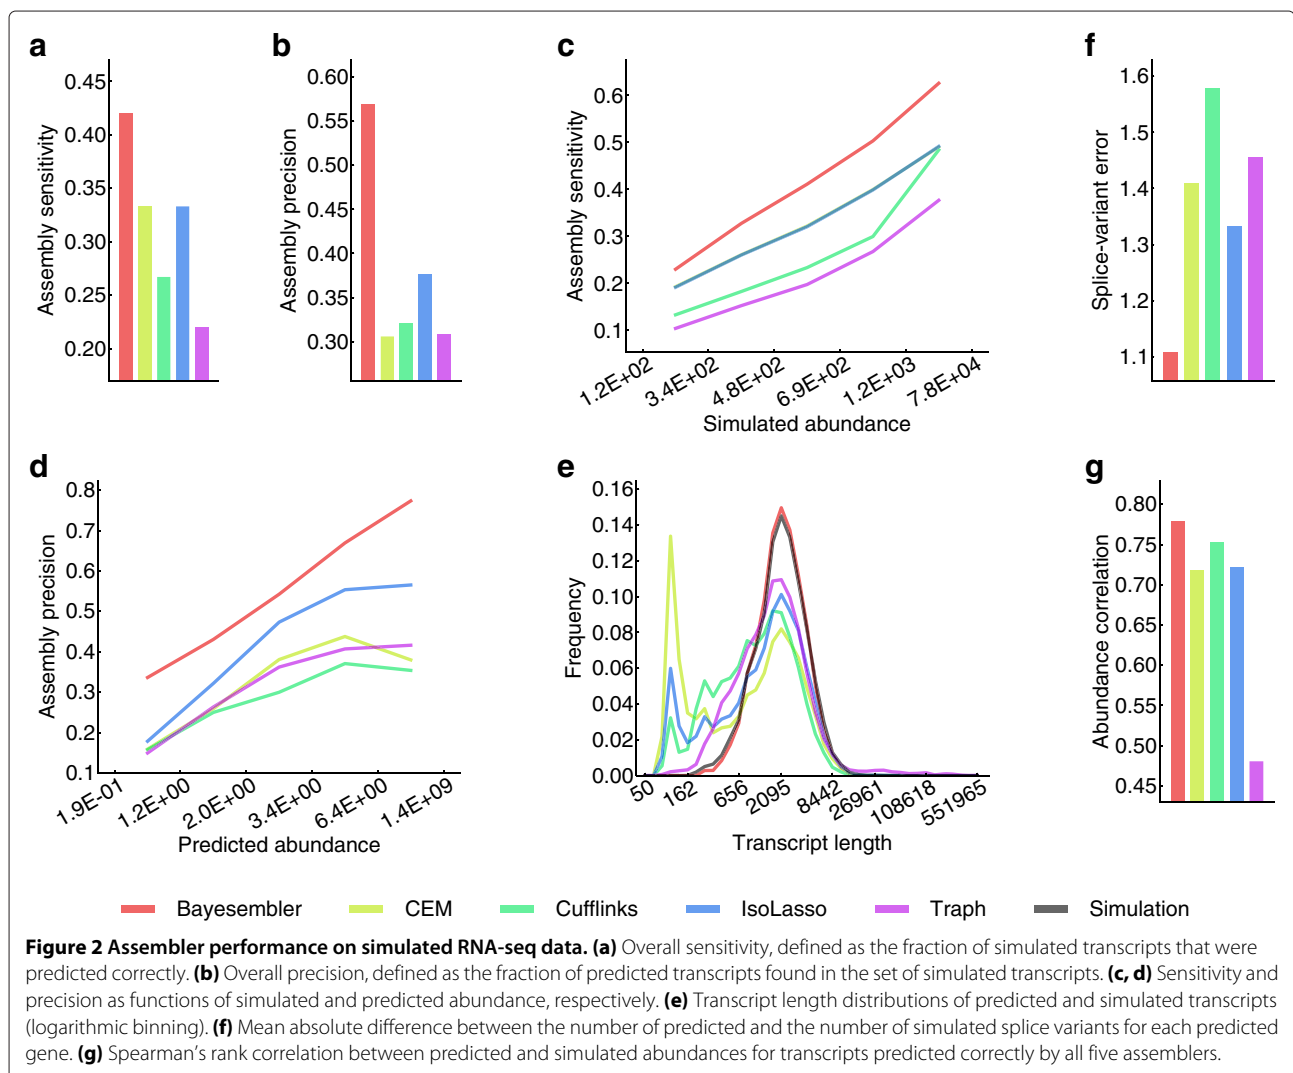 a
Assembly sensitivity
0.45
0.40
0.35
0.30
0.25
0.20
b
Assembly precision
0.60
0.55
0.50
0.45
0.40
0.35
0.30
c
Assembly sensitivity
0.6
0.5
0.4
0.3
0.2
0.1
1.2E+02
3.4E+02
4.8E+02
6.9E+02
1.2E+03
7.8E+04
Simulated abundance
f
Splice-variant error
1.6
1.5
1.4
1.3
1.2
1.1
d
Assembly precision
0.8
0.7
0.6
0.5
0.4
0.3
0.2
0.1
1.9E-01
1.2E+00
2.0E+00
3.4E+00
6.4E+00
1.4E+09
Predicted abundance
e
Frequency
0.16
0.14
0.12
0.10
0.08
0.06
0.04
0.02
0.00
50
162
656
2095
8442
26961
108618
551965
Transcript length
g
Abundance correlation
0.80
0.75
0.70
0.65
0.60
0.55
0.50
0.45
Bayesembler
CEM
Cufflinks
IsoLasso
Traph
Simulation
Figure 2 Assembler performance on simulated RNA-seq data. (a) Overall sensitivity, defined as the fraction of simulated transcripts that were
predicted correctly. (b) Overall precision, defined as the fraction of predicted transcripts found in the set of simulated transcripts. (c, d) Sensitivity and
precision as functions of simulated and predicted abundance, respectively. (e) Transcript length distributions of predicted and simulated transcripts
(logarithmic binning). (f) Mean absolute difference between the number of predicted and the number of simulated splice variants for each predicted
gene. (g) Spearman's rank correlation between predicted and simulated abundances for transcripts predicted correctly by all five assemblers.